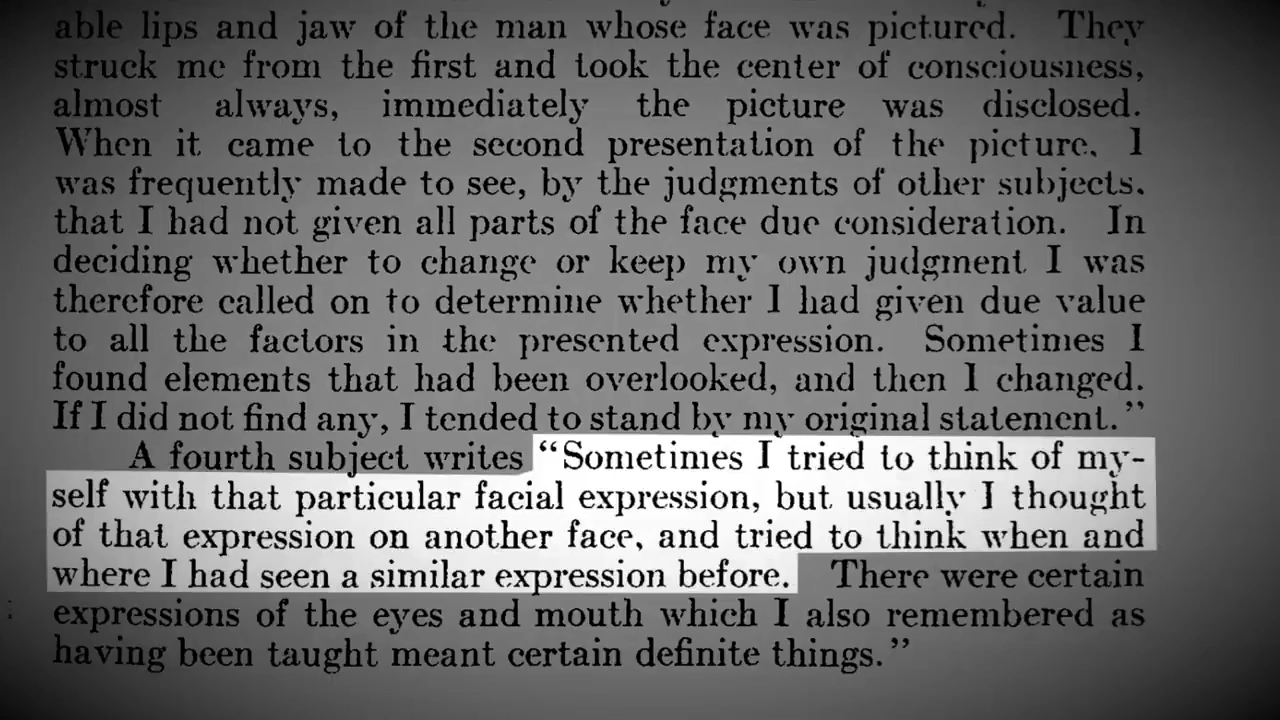 able lips and jaw of the man whose face was pictured. They
struck me from the first and took the center of consciousness,
almost always, immediately the picture was disclosed.
When it came to the second presentation of the picture, I
was frequently made to see, by the judgments of other subjects,
that I had not given all parts of the face due consideration. In
deciding whether to change or keep my own judgment I was
therefore called on to determine whether I had given due value
to all the factors in the presented expression. Sometimes I
found elements that had been overlooked, and then I changed.
If I did not find any, I tended to stand by my original statement.”
A fourth subject writes “Sometimes I tried to think of my-
self with that particular facial expression, but usually I thought
of that expression on another face, and tried to think when and
where I had seen a similar expression before. There were certain
expressions of the eyes and mouth which I also remembered as
having been taught meant certain definite things.”